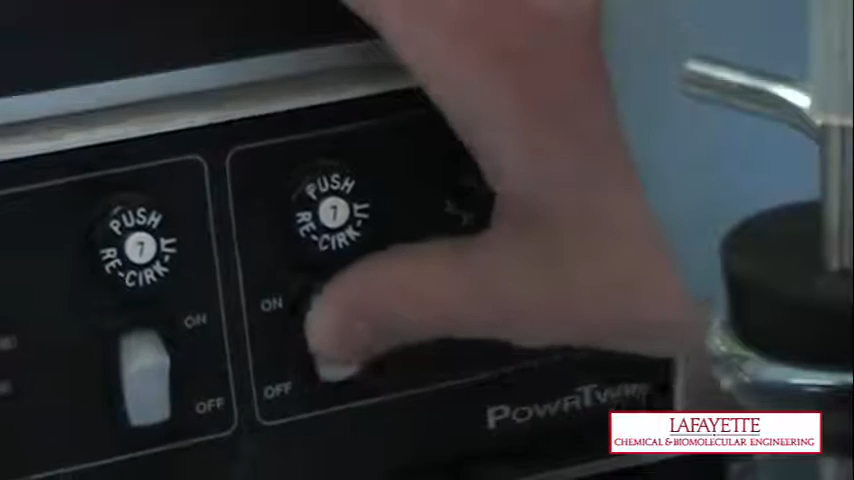 PUSH
7
RE-CIRK-IT
ON
OFF
PUSH
7
RE-CIRK-IT
ON
OFF
LAFAYETTE
CHEMICAL & BIOMOLECULAR ENGINEERING